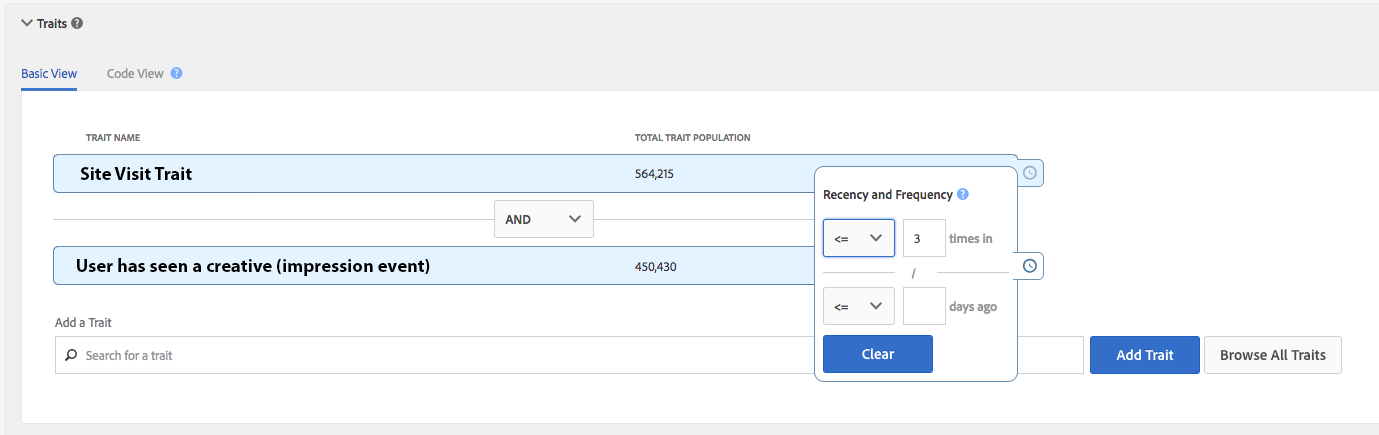 Traits ?
Basic View Code View ?
TRAIT NAME TOTAL TRAIT POPULATION
Site Visit Trait 564,215
Recency and Frequency ?
AND
<= 3 times in
User has seen a creative (impression event) 450,430
/
<= days ago
Add a Trait
Search for a trait
Clear
Add Trait
Browse All Traits